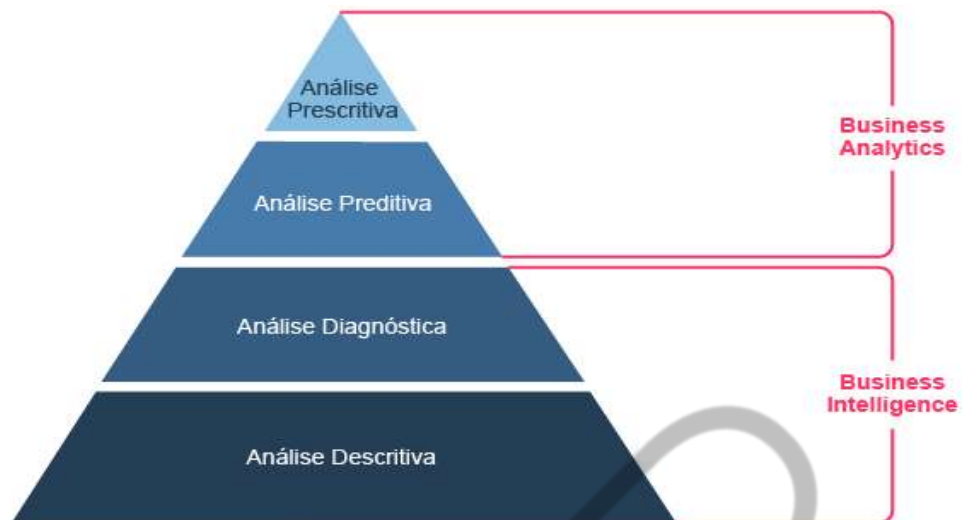 Análise
Prescritiva
Business
Analytics
Análise Preditiva
Análise Diagnóstica
Business
Intelligence
Análise Descritiva